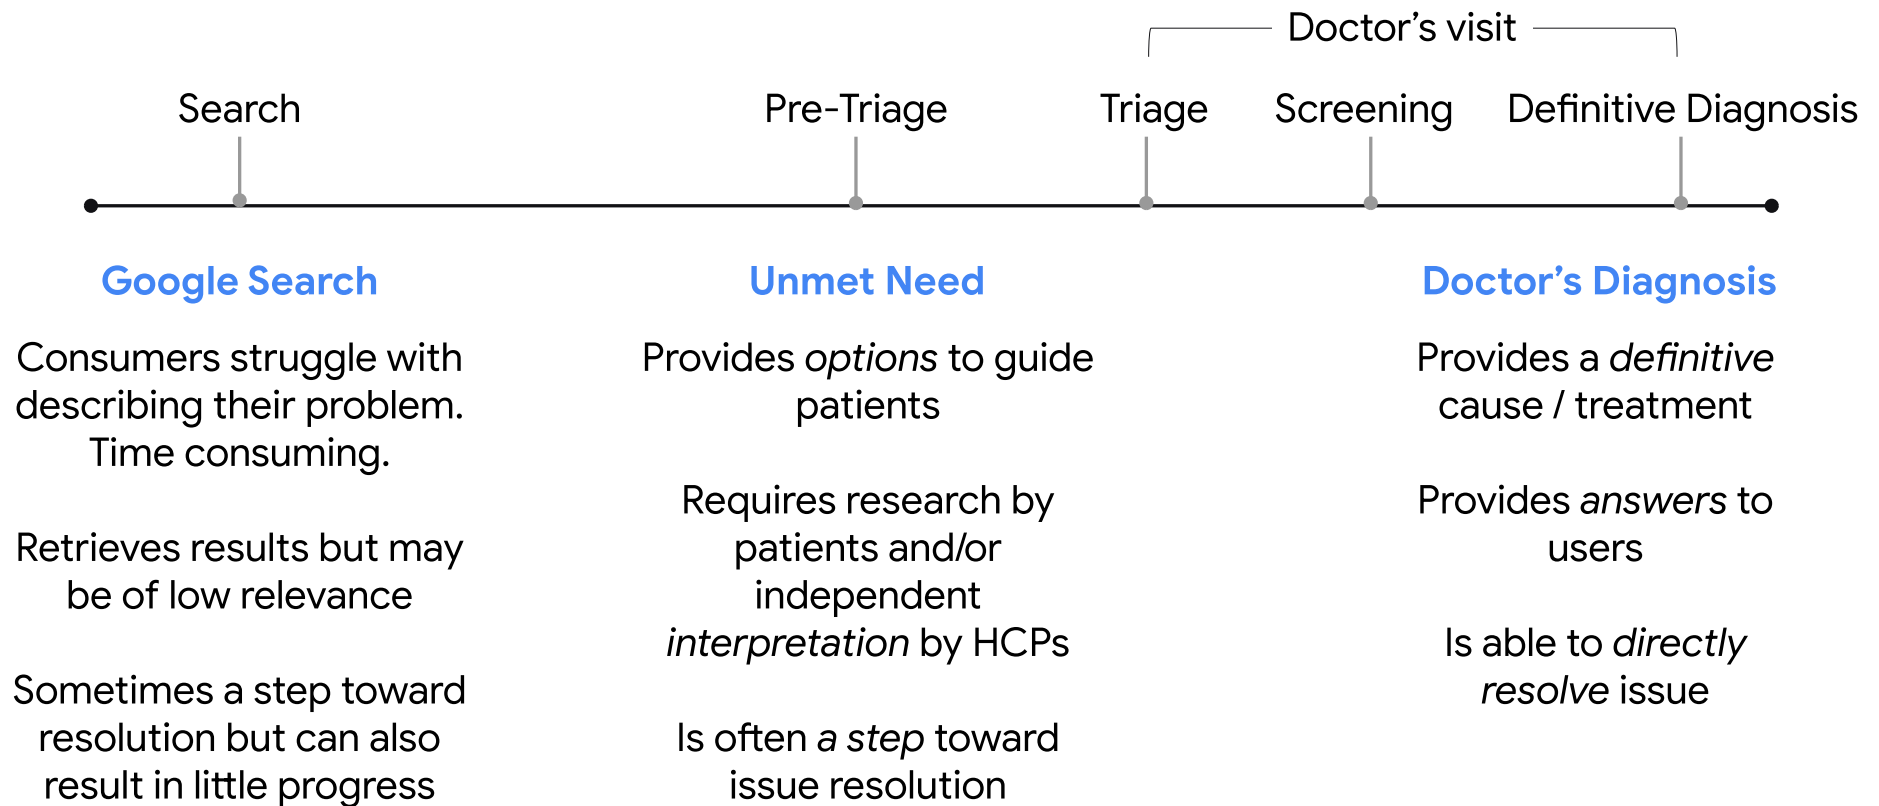 Doctor’s visit
Search
Pre-Triage
Triage
Screening
Definitive Diagnosis
Google Search
Consumers struggle with
describing their problem.
Time consuming.
Retrieves results but may
be of low relevance
Sometimes a step toward
resolution but can also
result in little progress
Unmet Need
Provides options to guide
patients
Requires research by
patients and/or
independent
interpretation by HCPs
Is often a step toward
issue resolution
Doctor’s Diagnosis
Provides a definitive
cause / treatment
Provides answers to
users
Is able to directly
resolve issue